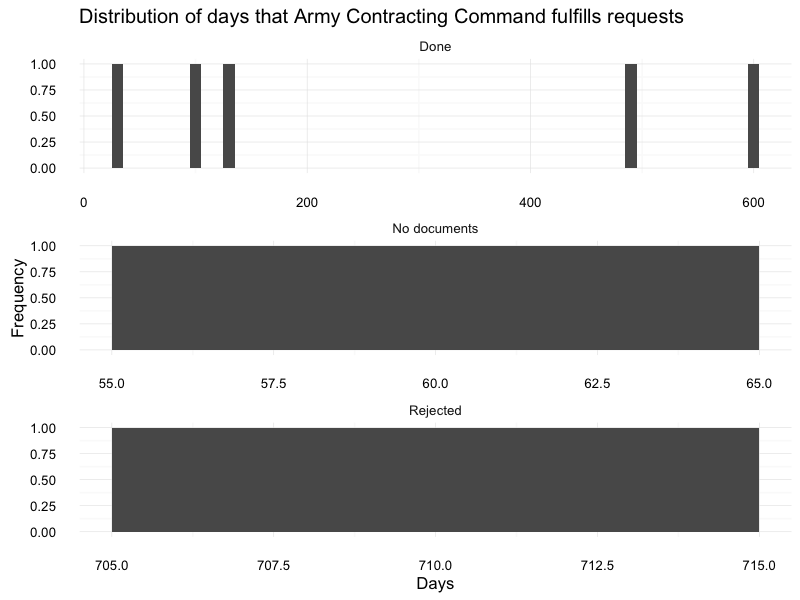 Distribution of days that Army Contracting Command fulfills requests
Done
1.00
0.75
0.50
0.25
0.00
0 200 400 600
No documents
1.00
0.75
0.50
0.25
0.00
55.0 57.5 60.0 62.5 65.0
Frequency
Rejected
1.00
0.75
0.50
0.25
0.00
705.0 707.5 710.0 712.5 715.0
Days